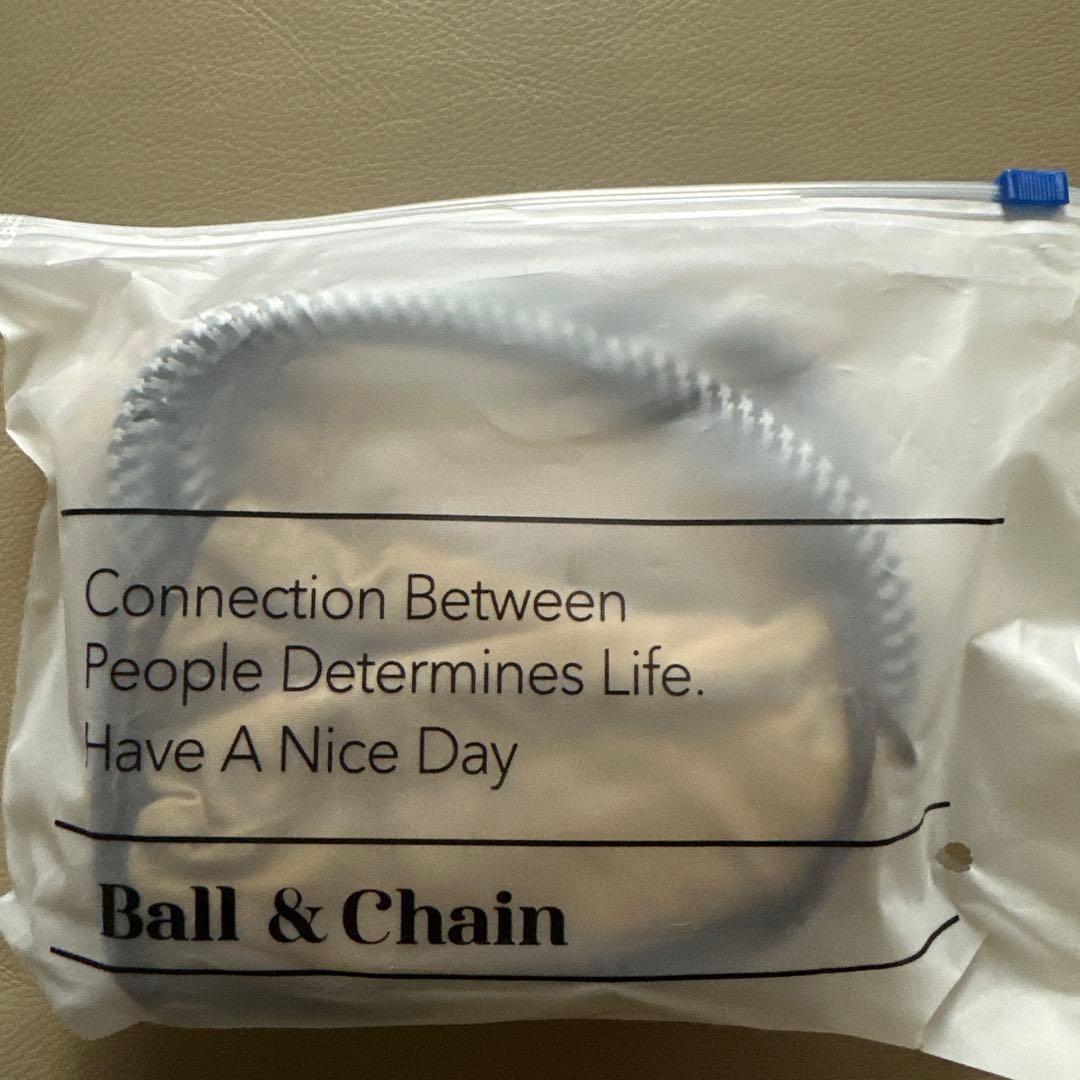 Connection Between
People Determines Life.
Have A Nice Day
Ball & Chain